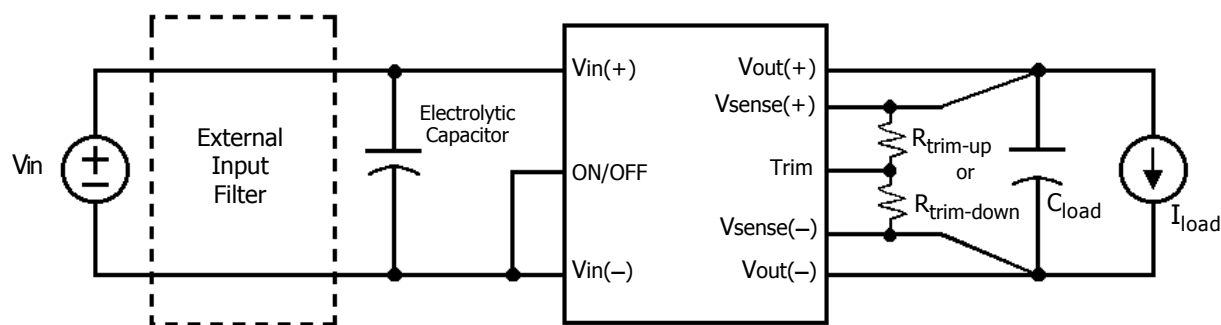 Vin
External
Input
Filter
Electrolytic
Capacitor
Vin(+)
ON/OFF
Vin(−)
Vout(+)
Vsense(+)
Trim
Vsense(−)
Vout(−)
Rtrim-up
or
Rtrim-down
Cload
Iload